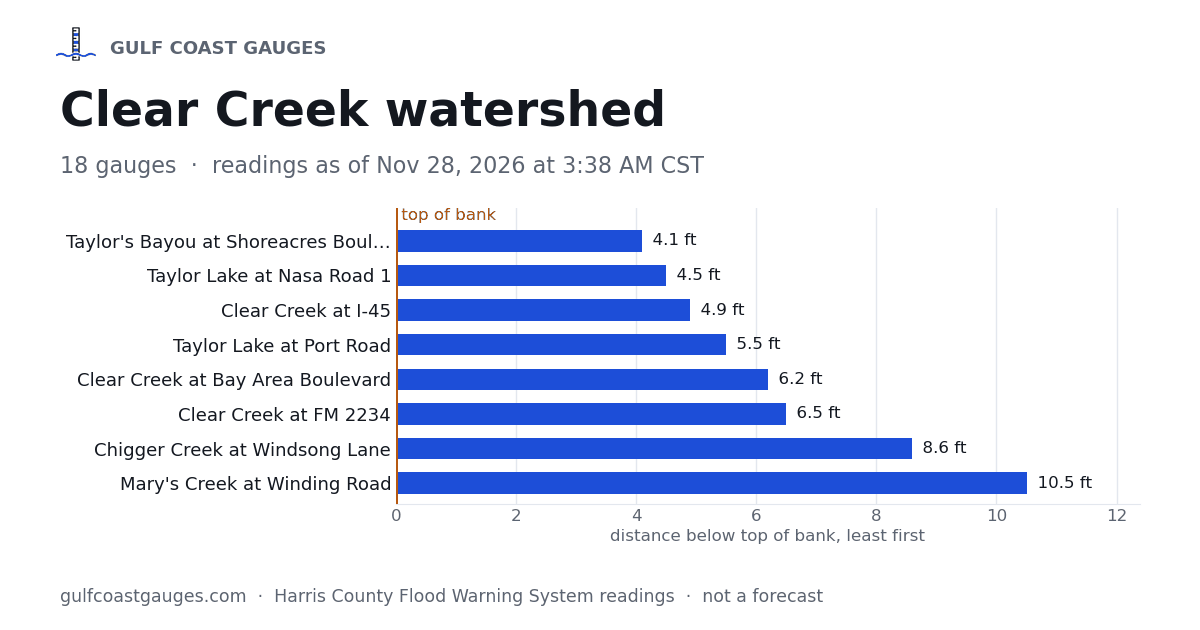 GULF COAST GAUGES
Clear Creek watershed
18 gauges · readings as of Nov 28, 2026 at 3:38 AM CST
top of bank
Taylor's Bayou at Shoreacres Boul… 4.1 ft
Taylor Lake at Nasa Road 1 4.5 ft
Clear Creek at I-45 4.9 ft
Taylor Lake at Port Road 5.5 ft
Clear Creek at Bay Area Boulevard 6.2 ft
Clear Creek at FM 2234 6.5 ft
Chigger Creek at Windsong Lane 8.6 ft
Mary's Creek at Winding Road 10.5 ft
0 2 4 6 8 10 12
distance below top of bank, least first
gulfcoastgauges.com · Harris County Flood Warning System readings · not a forecast